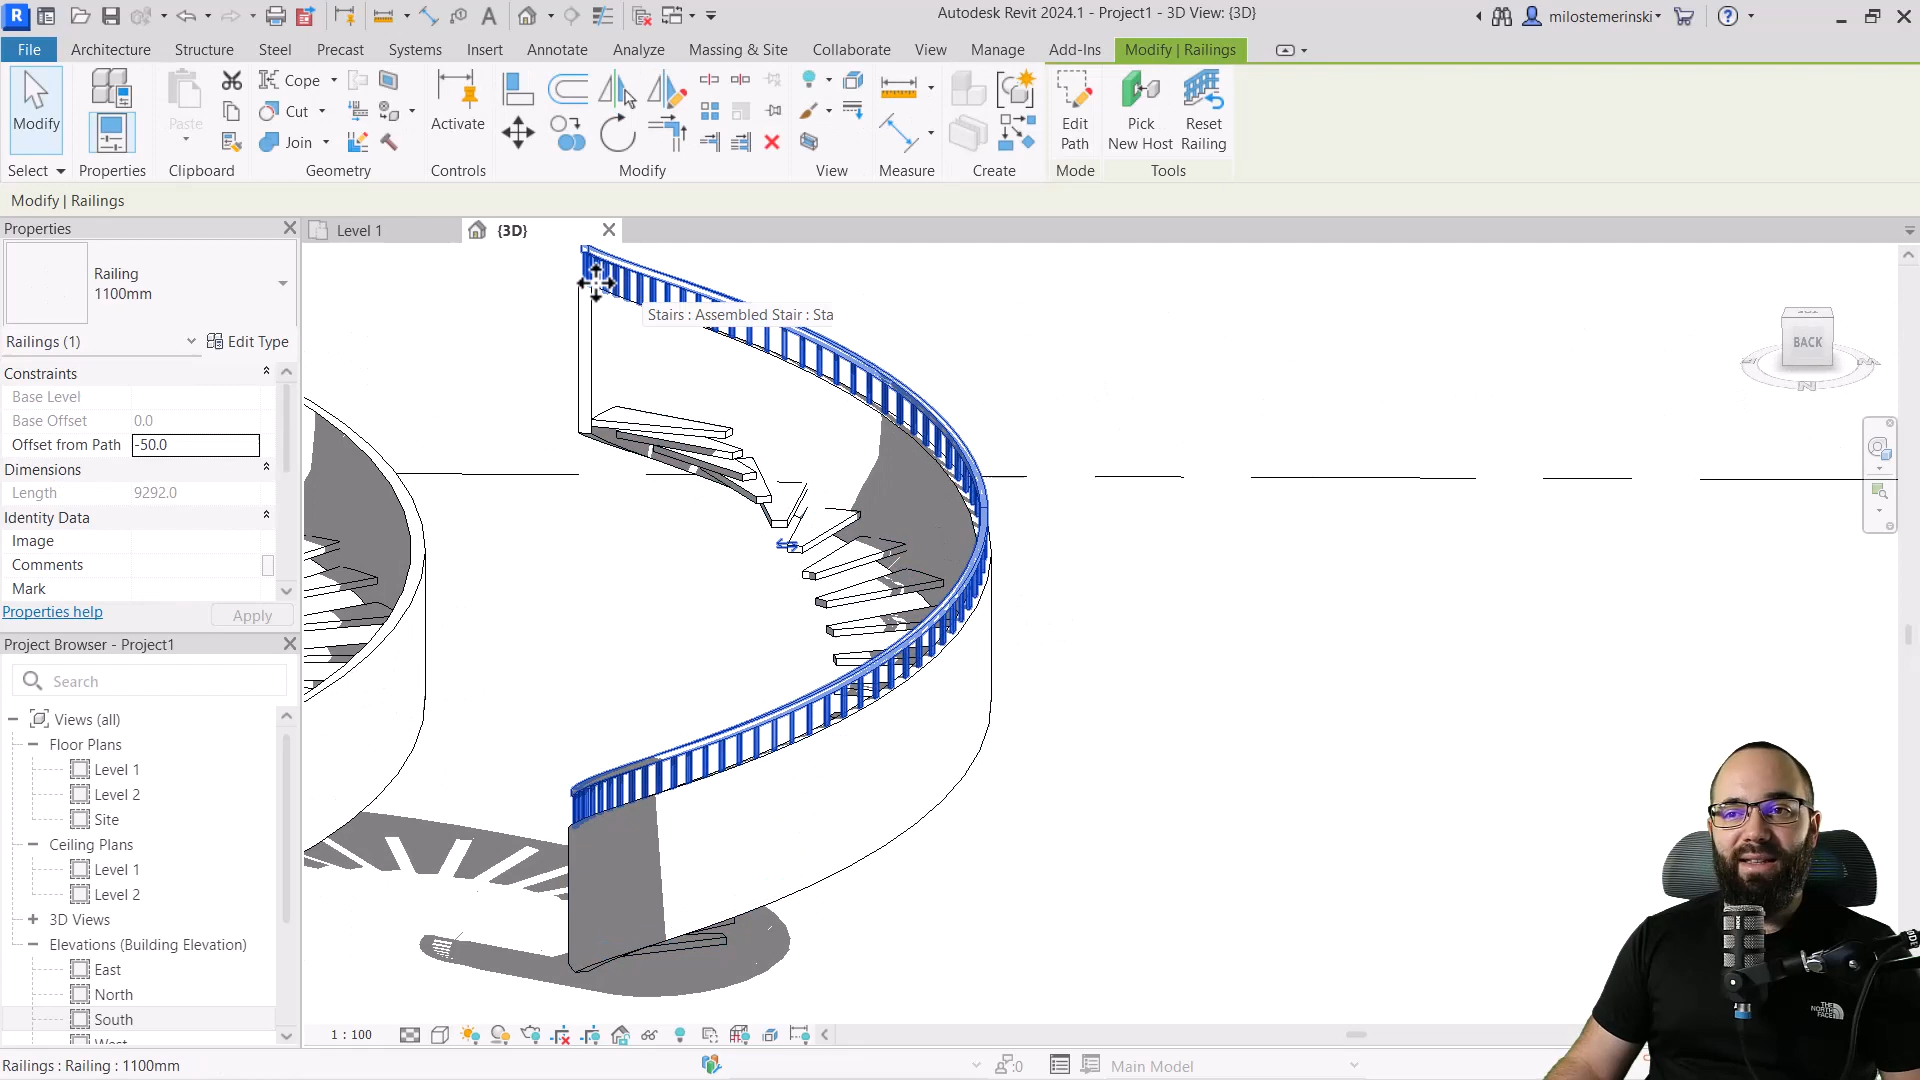 Autodesk Revit 2024.1 - Project1 - 3D View: {3D}
milostemerinski
File
Architecture
Structure
Steel
Precast
Systems
Insert
Annotate
Analyze
Massing & Site
Collaborate
View
Manage
Add-Ins
Modify | Railings
Modify
Paste
Cope
Cut
Join
Activate
Edit
Path
Pick
New Host
Reset
Railing
Select
Properties
Clipboard
Geometry
Controls
Modify
View
Measure
Create
Mode
Tools
Modify | Railings
Properties
Level 1
{3D}
Railing
1100mm
Railings (1)
Edit Type
Constraints
Base Level
Base Offset
0.0
Offset from Path
-50.0
Dimensions
Length
9292.0
Identity Data
Image
Comments
Mark
Properties help
Apply
Stairs : Assembled Stair : Sta
BACK
Project Browser - Project1
Search
Views (all)
Floor Plans
Level 1
Level 2
Site
Ceiling Plans
Level 1
Level 2
3D Views
Elevations (Building Elevation)
East
North
South
1 : 100
Railings : Railing : 1100mm
:0
Main Model
THE
NORTH
FACE